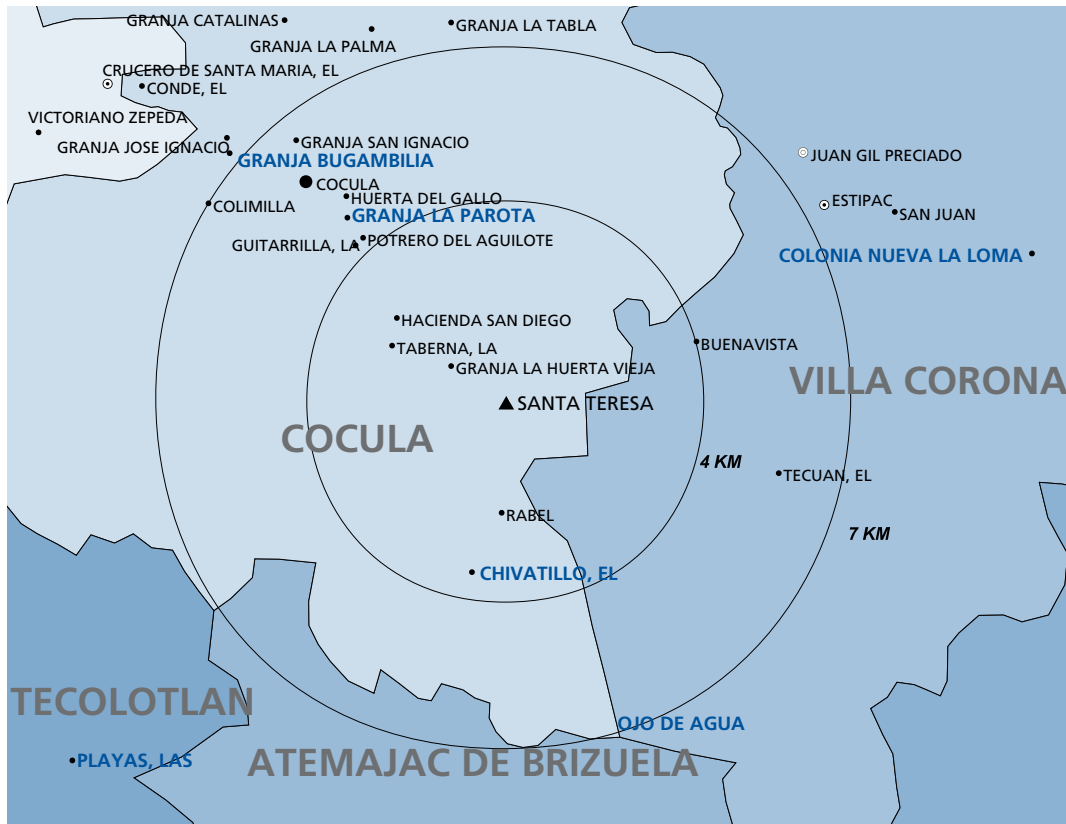 GRANJA CATALINAS
GRANJA LA TABLA
GRANJA LA PALMA
CRUCERO DE SANTA MARIA, EL
CONDE, EL
VICTORIANO ZEPEDA
GRANJA JOSE IGNACIO
GRANJA SAN IGNACIO
GRANJA BUGAMBILIA
JUAN GIL PRECIADO
COCULA
HUERTA DEL GALLO
COLIMILLA
ESTIPAC
SAN JUAN
GRANJA LA PAROTA
GUITARRILLA, LA
POTRERO DEL AGUILOTE
COLONIA NUEVA LA LOMA
HACIENDA SAN DIEGO
TABERNA, LA
BUENAVISTA
GRANJA LA HUERTA VIEJA
VILLA CORONA
SANTA TERESA
COCULA
4 KM
TECUAN, EL
RABEL
7 KM
CHIVATILLO, EL
TECOLOTLAN
OJO DE AGUA
PLAYAS, LAS
ATEMAJAC DE BRIZUELA